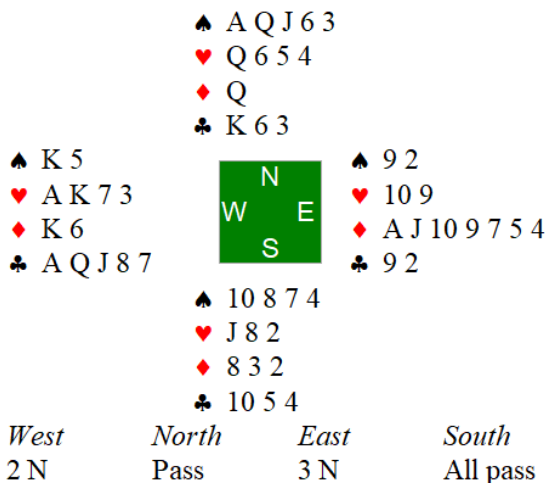 ♠ A Q J 6 3
♥ Q 6 5 4
♦ Q
♣ K 6 3
♠ K 5
♥ A K 7 3
♦ K 6
♣ A Q J 8 7
N
W E
S
♠ 9 2
♥ 10 9
♦ A J 10 9 7 5 4
♣ 9 2
♠ 10 8 7 4
♥ J 8 2
♦ 8 3 2
♣ 10 5 4
West North East South
2 N Pass 3 N All pass